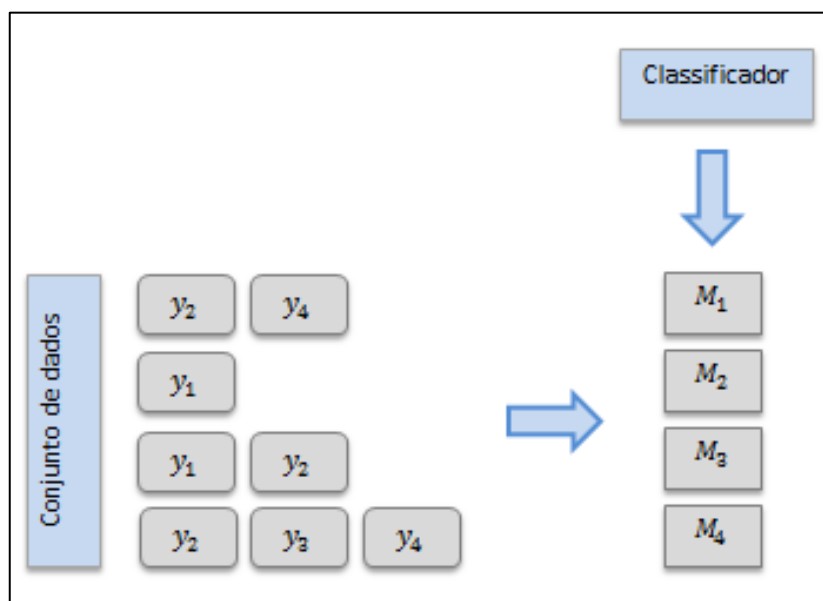 Classificador
Conjunto de dados
y₂ y₄ M₁
y₁ M₂
y₁ y₂ M₃
y₂ y₃ y₄ M₄